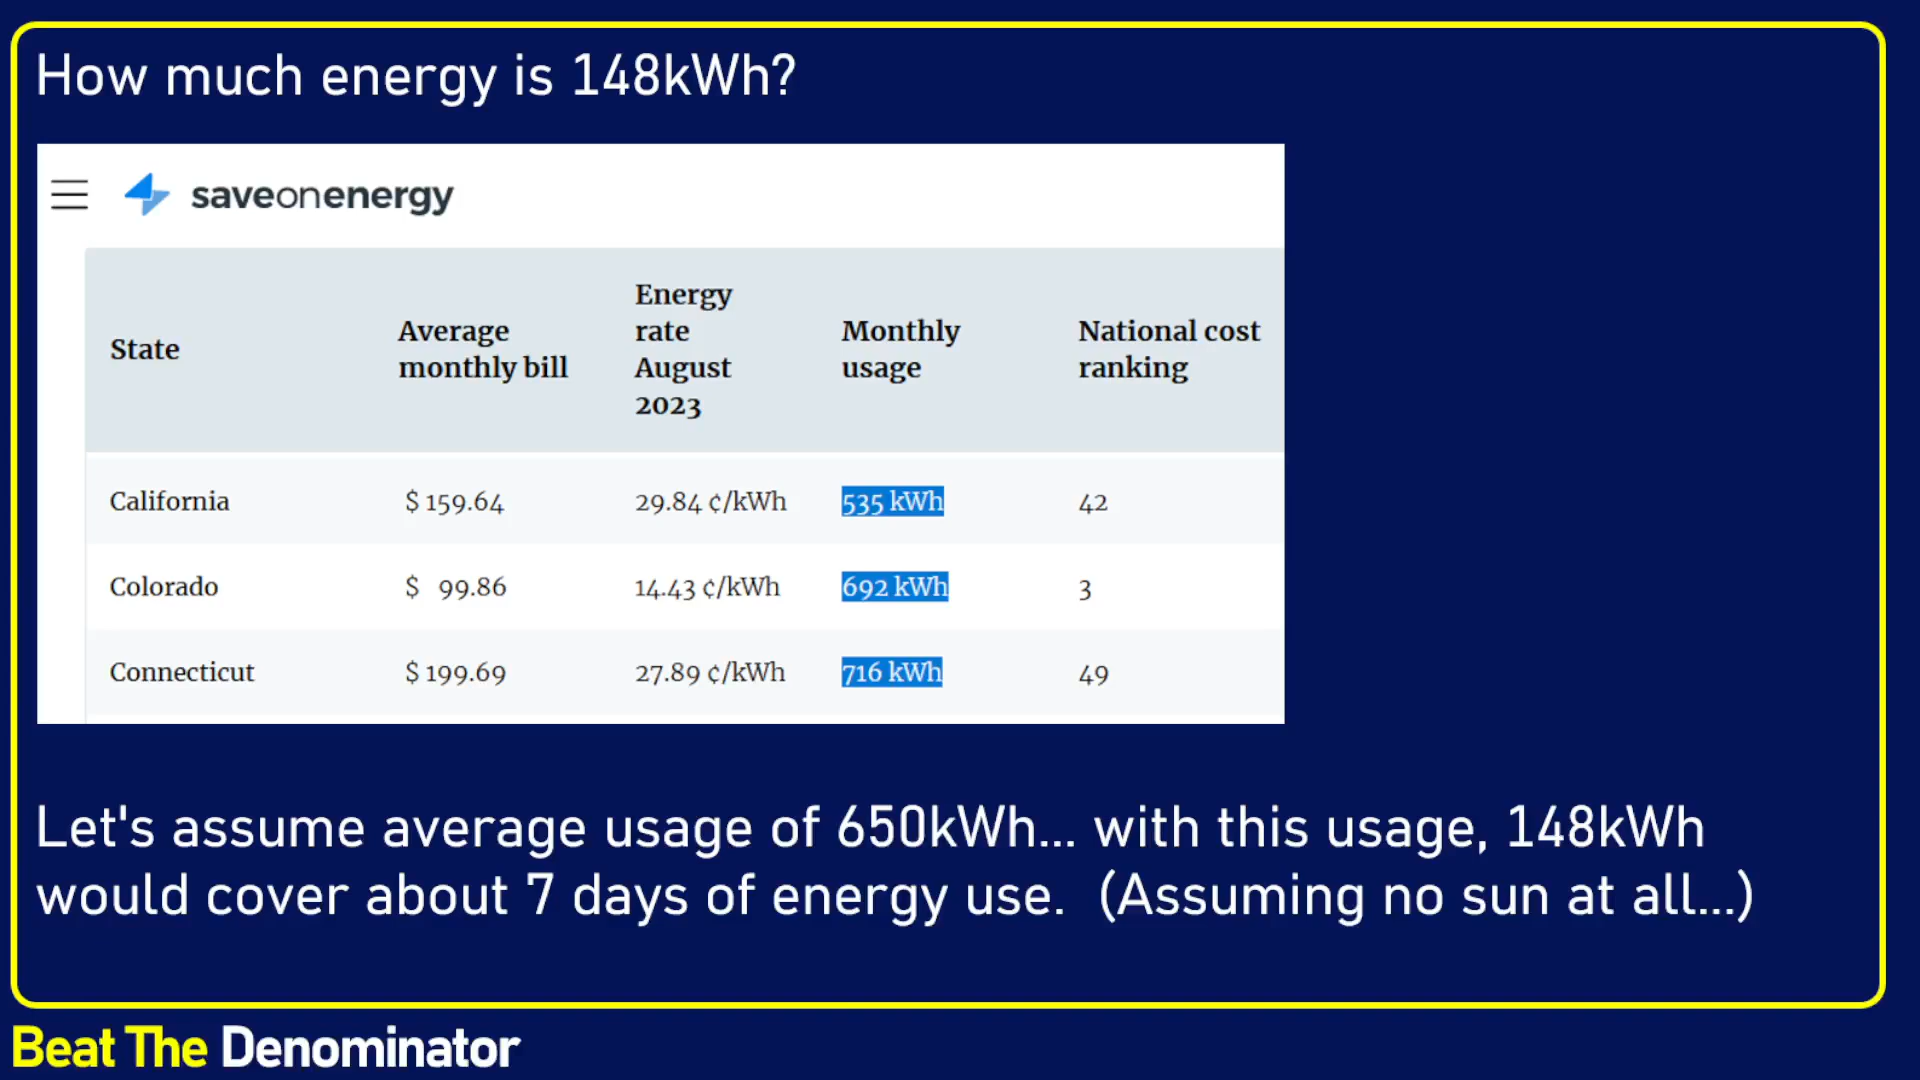 How much energy is 148kWh?
saveonenergy
State
Average
monthly bill
Energy
rate
August
2023
Monthly
usage
National cost
ranking
California $ 159.64 29.84 ¢/kWh 535 kWh 42
Colorado $ 99.86 14.43 ¢/kWh 692 kWh 3
Connecticut $ 199.69 27.89 ¢/kWh 716 kWh 49
Let's assume average usage of 650kWh... with this usage, 148kWh
would cover about 7 days of energy use. (Assuming no sun at all...)
Beat The Denominator